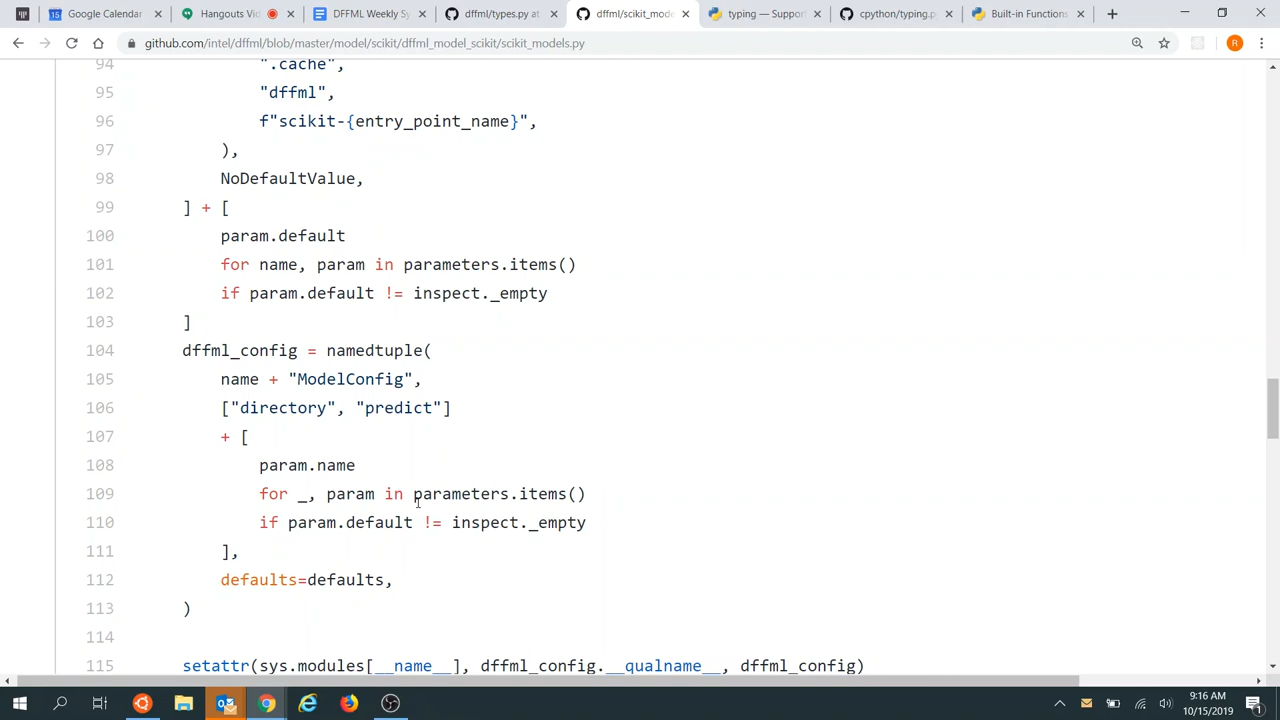 Google Calendar
Hangouts Vid
DFFML Weekly Sy
dffml/types.py at
dffml/scikit_mode
typing — Support
cpython/typing.py
Built-in Functions
github.com/intel/dffml/blob/master/model/scikit/dffml_model_scikit/scikit_models.py
R
94 ".cache",
95 "dffml",
96 f"scikit-{entry_point_name}",
97 ),
98 NoDefaultValue,
99 ] + [
100 param.default
101 for name, param in parameters.items()
102 if param.default != inspect._empty
103 ]
104 dffml_config = namedtuple(
105 name + "ModelConfig",
106 ["directory", "predict"]
107 + [
108 param.name
109 for _, param in parameters.items()
110 if param.default != inspect._empty
111 ],
112 defaults=defaults,
113 )
114
115 setattr(sys.modules[__name__], dffml_config.__qualname__, dffml_config)
9:16 AM
10/15/2019